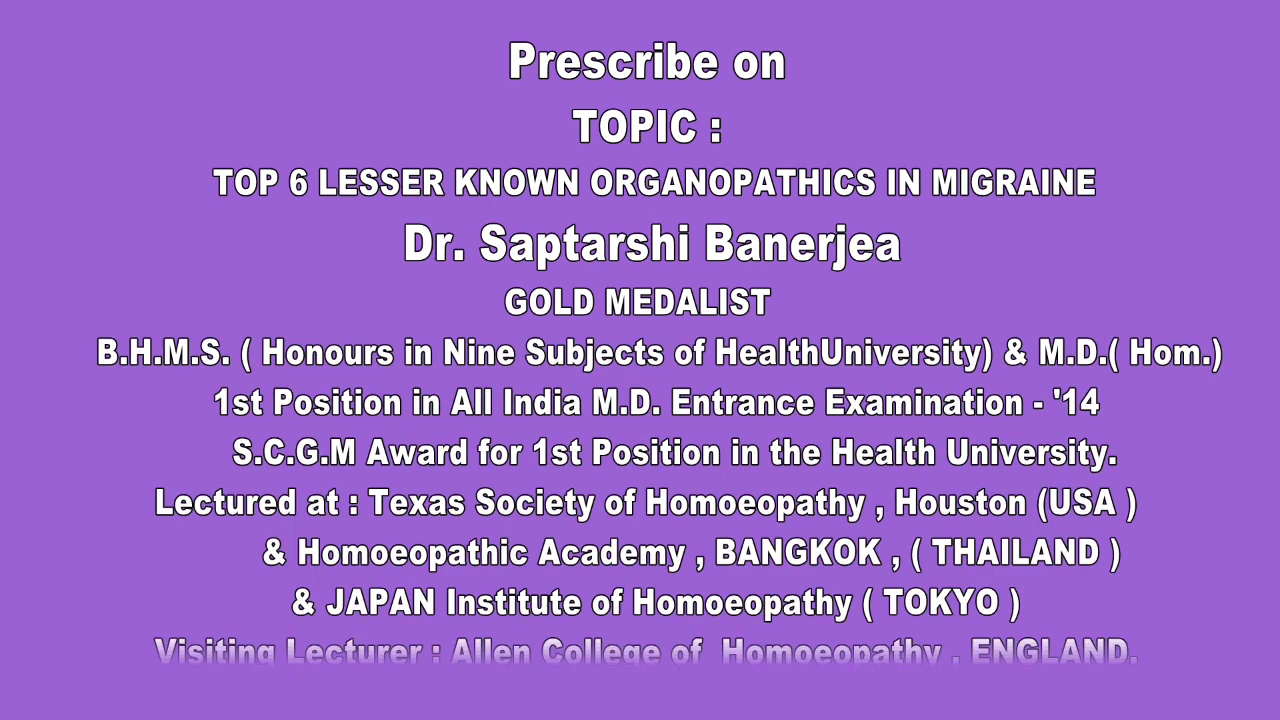 Prescribe on
TOPIC :
TOP 6 LESSER KNOWN ORGANOPATHICS IN MIGRAINE
Dr. Saptarshi Banerjea
GOLD MEDALIST
B.H.M.S. ( Honours in Nine Subjects of HealthUniversity) & M.D.( Hom.)
1st Position in All India M.D. Entrance Examination - '14
S.C.G.M Award for 1st Position in the Health University.
Lectured at : Texas Society of Homoeopathy , Houston (USA )
& Homoeopathic Academy , BANGKOK , ( THAILAND )
& JAPAN Institute of Homoeopathy ( TOKYO )
Visiting Lecturer : Allen College of Homoeopathy , ENGLAND.